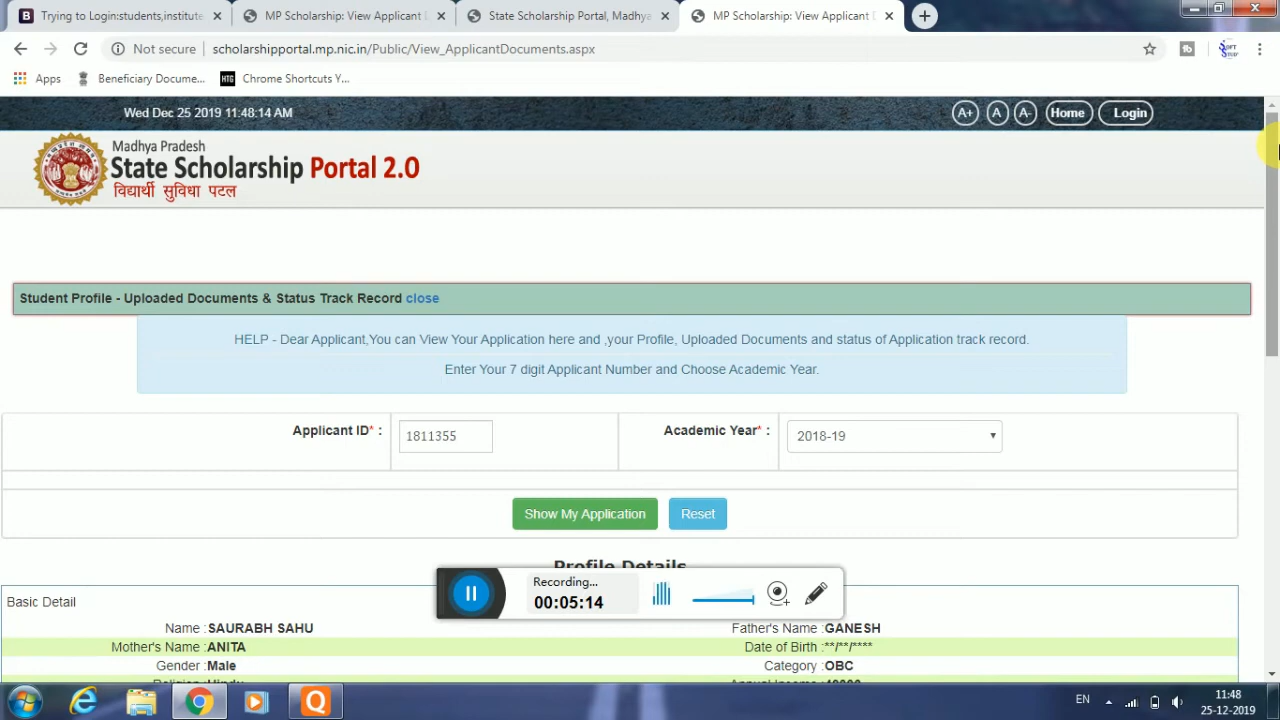 Trying to Login:students,institute
MP Scholarship: View Applicant D
State Scholarship Portal, Madhya
MP Scholarship: View Applicant D
Not secure
scholarshipportal.mp.nic.in/Public/View_ApplicantDocuments.aspx
Apps
Beneficiary Docume...
HTG
Chrome Shortcuts Y...
Wed Dec 25 2019 11:48:14 AM
A+
A
A-
Home
Login
Madhya Pradesh
State Scholarship Portal 2.0
विद्यार्थी सुविधा पटल
Student Profile - Uploaded Documents & Status Track Record close
HELP - Dear Applicant,You can View Your Application here and ,your Profile, Uploaded Documents and status of Application track record.
Enter Your 7 digit Applicant Number and Choose Academic Year.
Applicant ID* :
1811355
Academic Year* :
2018-19
Show My Application
Reset
Profile Details
Recording...
00:05:14
Basic Detail
Name :SAURABH SAHU
Father's Name :GANESH
Mother's Name :ANITA
Date of Birth :**/**/****
Gender :Male
Category :OBC
EN
11:48
25-12-2019